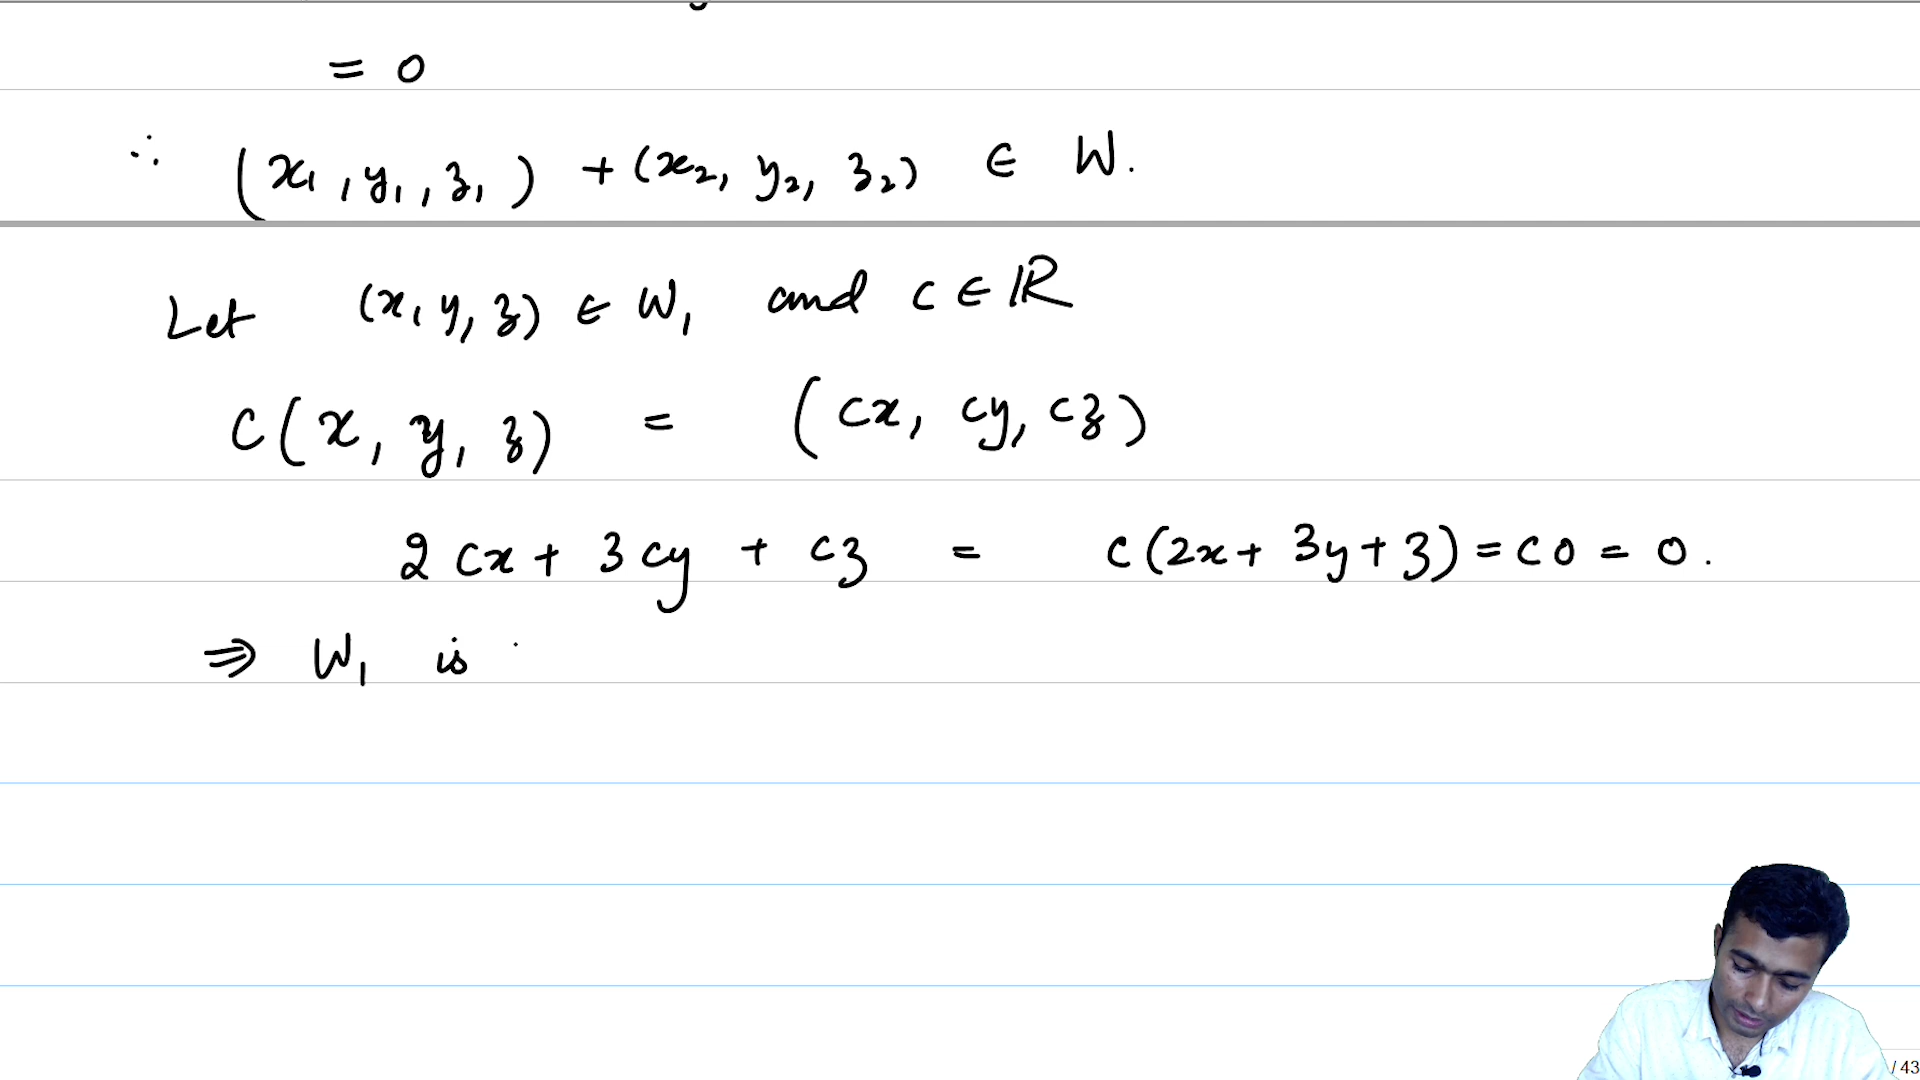 = 0
∴ (x₁, y₁, z₁) + (x₂, y₂, z₂) ∈ W.
Let (x, y, z) ∈ W₁ and c ∈ ℝ
c(x, y, z) = (cx, cy, cz)
2cx + 3cy + cz = c(2x + 3y + z) = c0 = 0.
⇒ W₁ is
/ 43